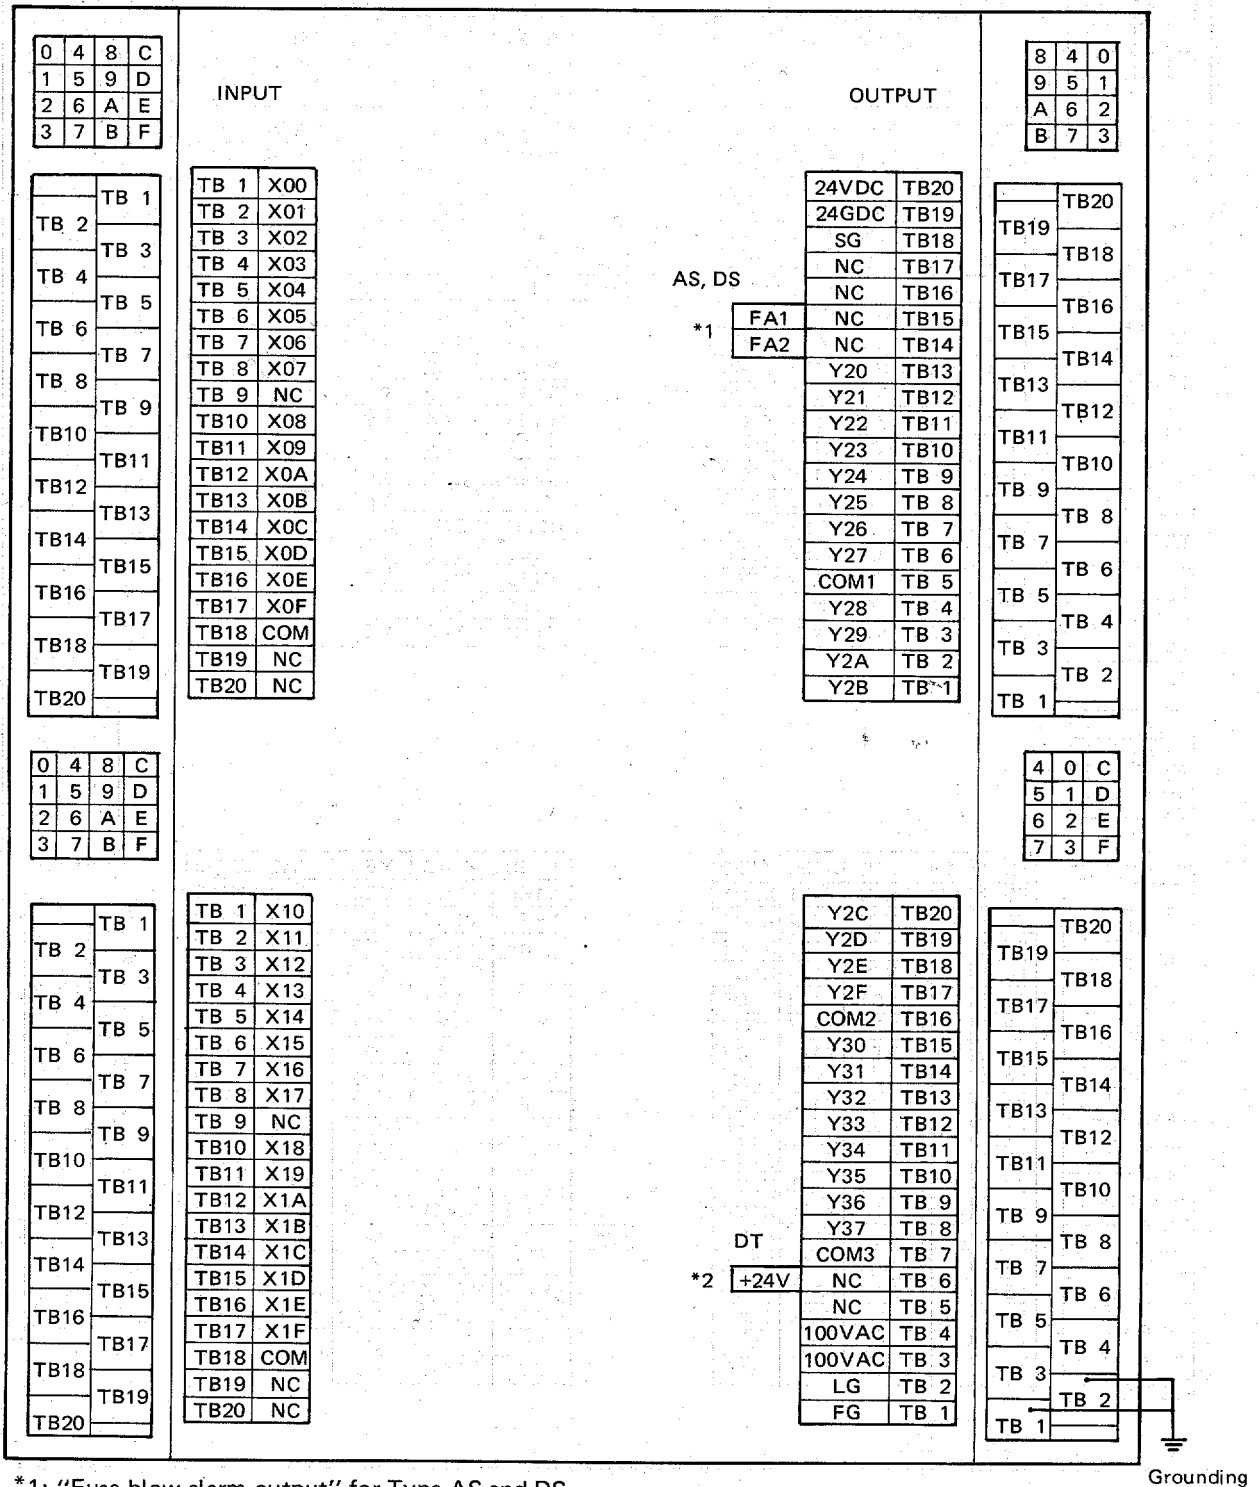 0 4 8 C
1 5 9 D
2 6 A E
3 7 B F
INPUT
OUTPUT
8 4 0
9 5 1
A 6 2
B 7 3
TB 1
TB 2
TB 3
TB 4
TB 5
TB 6
TB 7
TB 8
TB 9
TB10
TB11
TB12
TB13
TB14
TB15
TB16
TB17
TB18
TB19
TB20
TB 1 X00
TB 2 X01
TB 3 X02
TB 4 X03
TB 5 X04
TB 6 X05
TB 7 X06
TB 8 X07
TB 9 NC
TB10 X08
TB11 X09
TB12 X0A
TB13 X0B
TB14 X0C
TB15 X0D
TB16 X0E
TB17 X0F
TB18 COM
TB19 NC
TB20 NC
AS, DS
*1
FA1
FA2
24VDC TB20
24GDC TB19
SG TB18
NC TB17
NC TB16
NC TB15
NC TB14
Y20 TB13
Y21 TB12
Y22 TB11
Y23 TB10
Y24 TB 9
Y25 TB 8
Y26 TB 7
Y27 TB 6
COM1 TB 5
Y28 TB 4
Y29 TB 3
Y2A TB 2
Y2B TB 1
TB20
TB19
TB18
TB17
TB16
TB15
TB14
TB13
TB12
TB11
TB10
TB 9
TB 8
TB 7
TB 6
TB 5
TB 4
TB 3
TB 2
TB 1
0 4 8 C
1 5 9 D
2 6 A E
3 7 B F
4 0 C
5 1 D
6 2 E
7 3 F
TB 1
TB 2
TB 3
TB 4
TB 5
TB 6
TB 7
TB 8
TB 9
TB10
TB11
TB12
TB13
TB14
TB15
TB16
TB17
TB18
TB19
TB20
TB 1 X10
TB 2 X11
TB 3 X12
TB 4 X13
TB 5 X14
TB 6 X15
TB 7 X16
TB 8 X17
TB 9 NC
TB10 X18
TB11 X19
TB12 X1A
TB13 X1B
TB14 X1C
TB15 X1D
TB16 X1E
TB17 X1F
TB18 COM
TB19 NC
TB20 NC
DT
*2 +24V
Y2C TB20
Y2D TB19
Y2E TB18
Y2F TB17
COM2 TB16
Y30 TB15
Y31 TB14
Y32 TB13
Y33 TB12
Y34 TB11
Y35 TB10
Y36 TB 9
Y37 TB 8
COM3 TB 7
NC TB 6
NC TB 5
100VAC TB 4
100VAC TB 3
LG TB 2
FG TB 1
TB20
TB19
TB18
TB17
TB16
TB15
TB14
TB13
TB12
TB11
TB10
TB 9
TB 8
TB 7
TB 6
TB 5
TB 4
TB 3
TB 2
TB 1
Grounding
*1: "Fuse blow alarm output" for Type AS and DS